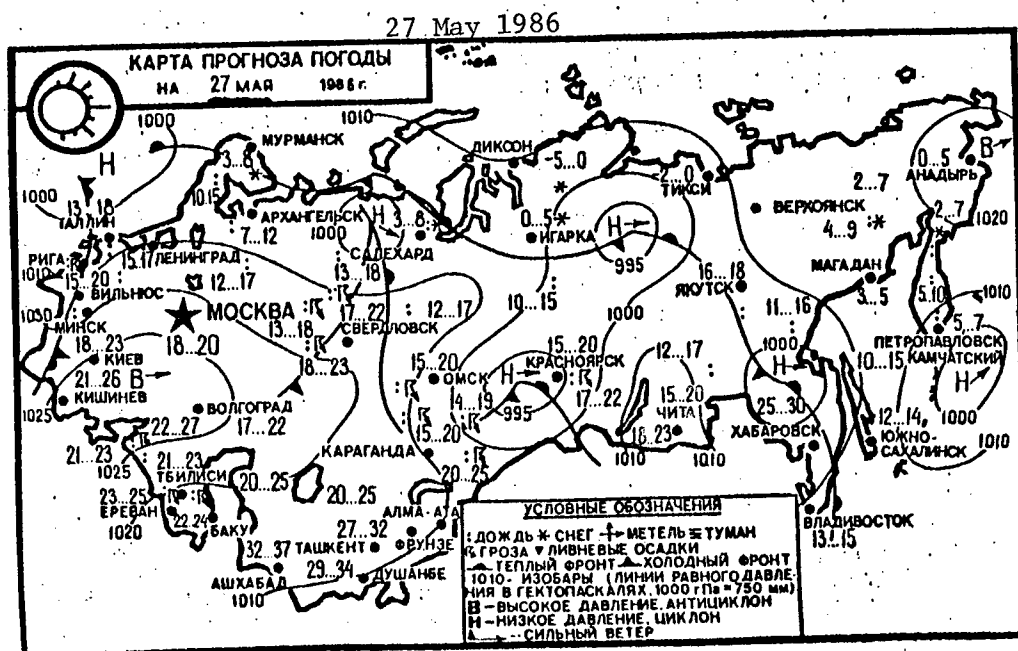 27 May 1986
КАРТА ПРОГНОЗА ПОГОДЫ
НА 27 МАЯ 1986 г.
1000
1010
Н
МУРМАНСК
3...8
ДИКСОН
-5...0
-2...0
ТИКСИ
В
0...5
АНАДЫРЬ
2...7
1000
13...18
ТАЛЛИН
10.15
АРХАНГЕЛЬСК
7...12
1000
Н
3...8
САЛЕХАРД
0...5
ИГАРКА
Н
995
ВЕРХОЯНСК
4...9
2...7
1020
РИГА
1010
15.17
ЛЕНИНГРАД
15...20
ВИЛЬНЮС
12...17
13...18
16...18
ЯКУТСК
МАГАДАН
3...5
5.10
1010
МИНСК
МОСКВА
18...20
17...22
СВЕРДЛОВСК
13...18
12...17
10...15
1000
11...16
5...7
ПЕТРОПАВЛОВСК
КАМЧАТСКИЙ
18...23
КИЕВ
21...26
КИШИНЕВ
В
1025
18...23
15...20
ОМСК
Н
995
15...20
КРАСНОЯРСК
17...22
12...17
1000
Н
10...15
Н
1000
ВОЛГОГРАД
17...22
22...27
14...19
15...20
ЧИТА
18...23
25...30
ХАБАРОВСК
12...14
ЮЖНО-
САХАЛИНСК
1010
21...23
1025
КАРАГАНДА
15...20
1010
1010
21...23
ТБИЛИСИ
20...25
20...25
20...25
23...25
ЕРЕВАН
1020
22.24
БАКУ
АЛМА-АТА
27...32
ТАШКЕНТ
ФРУНЗЕ
32...37
АШХАБАД
29...34
ДУШАНБЕ
1010
ВЛАДИВОСТОК
13...15
УСЛОВНЫЕ ОБОЗНАЧЕНИЯ
: ДОЖДЬ * СНЕГ МЕТЕЛЬ ≡ ТУМАН
ГРОЗА ▼ ЛИВНЕВЫЕ ОСАДКИ
ТЕПЛЫЙ ФРОНТ ХОЛОДНЫЙ ФРОНТ
1010- ИЗОБАРЫ (ЛИНИИ РАВНОГО ДАВЛЕ-
НИЯ В ГЕКТОПАСКАЛЯХ, 1000 гПа = 750 мм)
В - ВЫСОКОЕ ДАВЛЕНИЕ, АНТИЦИКЛОН
Н - НИЗКОЕ ДАВЛЕНИЕ, ЦИКЛОН
СИЛЬНЫЙ ВЕТЕР